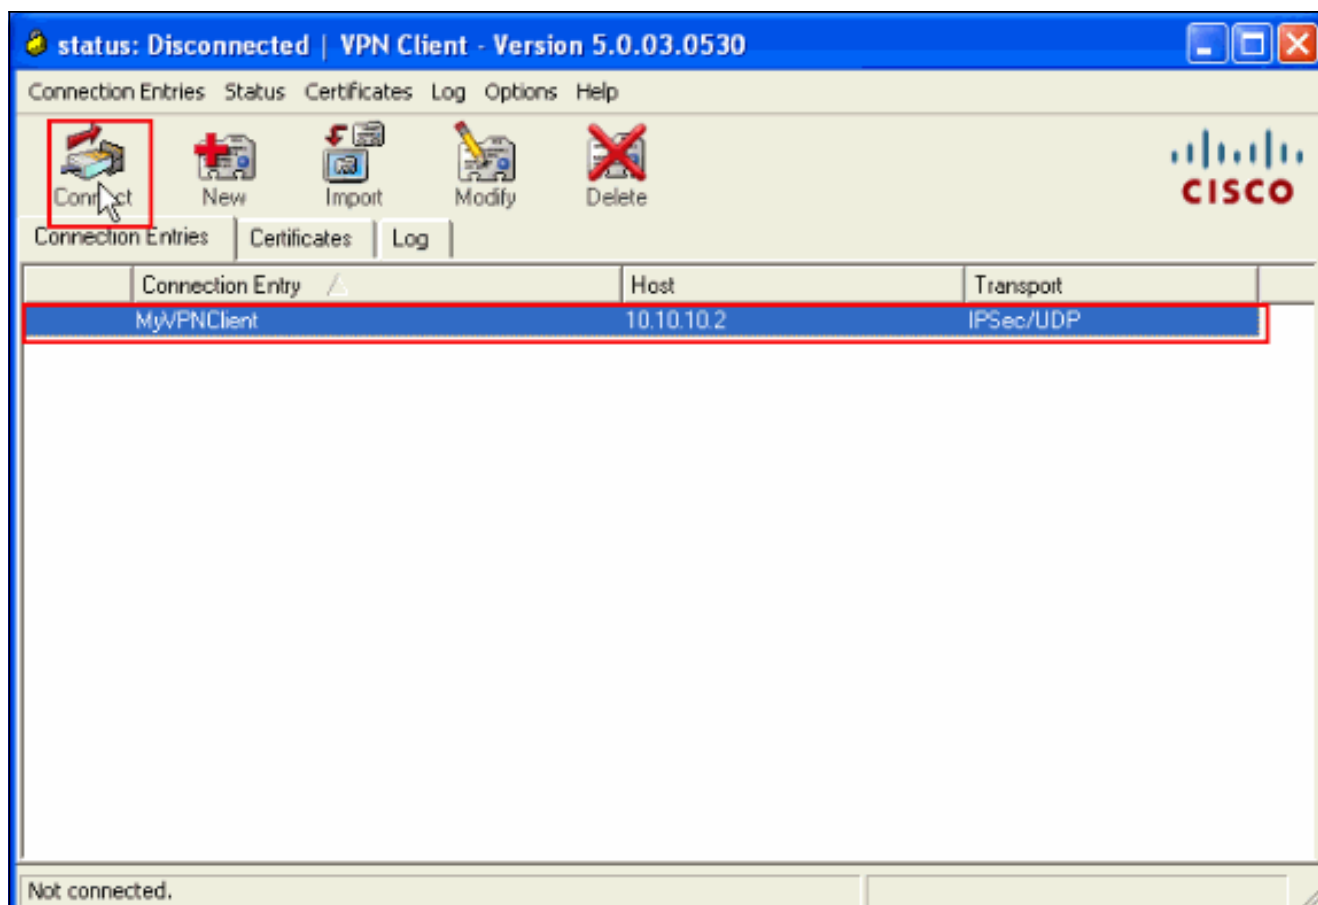 status: Disconnected | VPN Client - Version 5.0.03.0530
Connection Entries Status Certificates Log Options Help
Connect New Import Modify Delete
CISCO
Connection Entries Certificates Log
Connection Entry Host Transport
MyVPNClient 10.10.10.2 IPSec/UDP
Not connected.